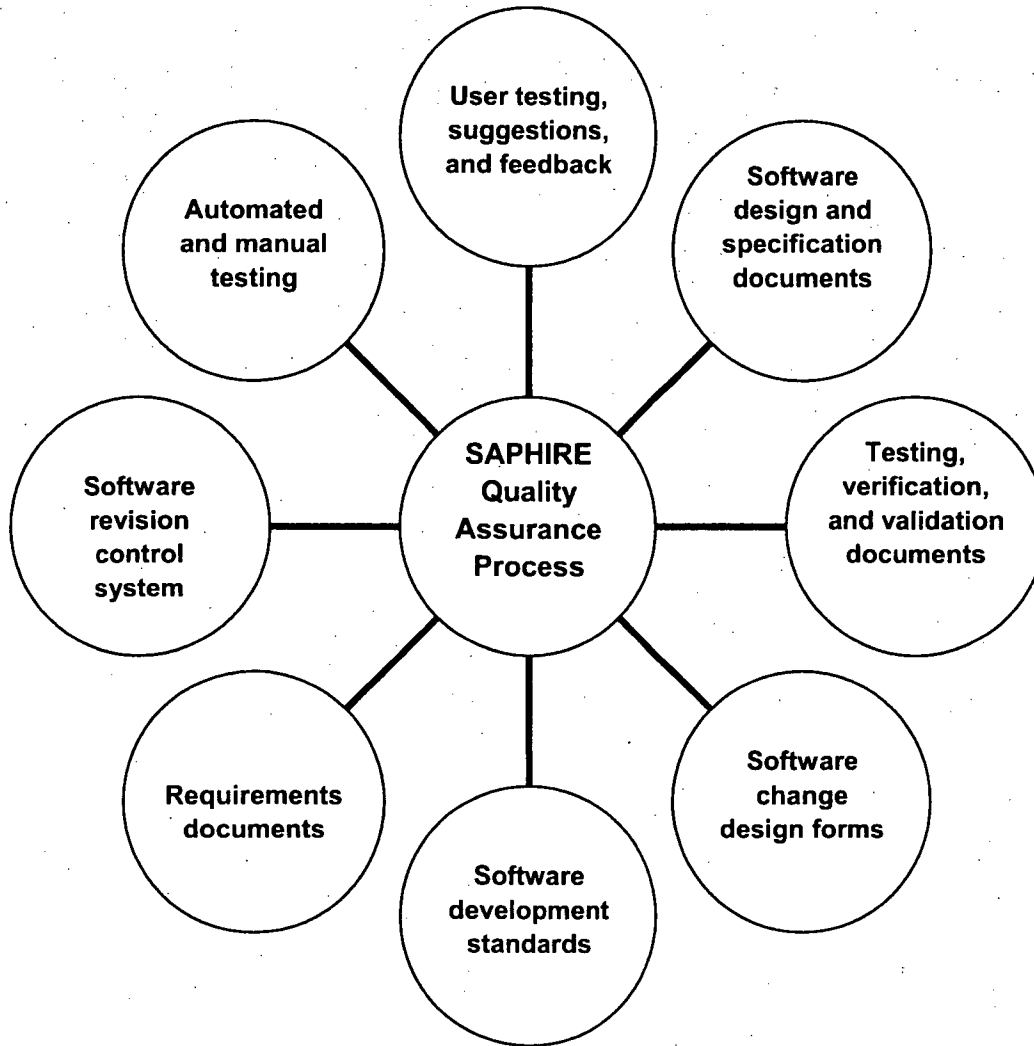 User testing,
suggestions,
and feedback
Software
design and
specification
documents
Testing,
verification,
and validation
documents
Software
change
design forms
Software
development
standards
Requirements
documents
Software
revision
control
system
Automated
and manual
testing
SAPHIRE
Quality
Assurance
Process